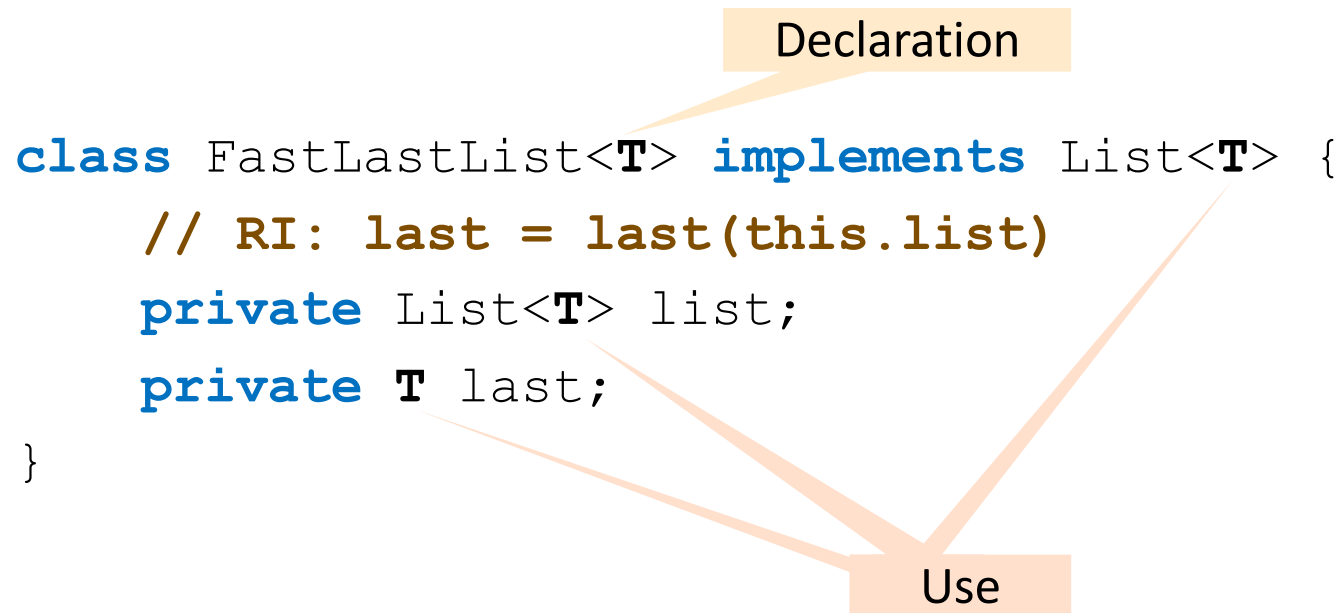 Declaration
class FastLastList<T> implements List<T> {
// RI: last = last(this.list)
private List<T> list;
private T last;
}
Use